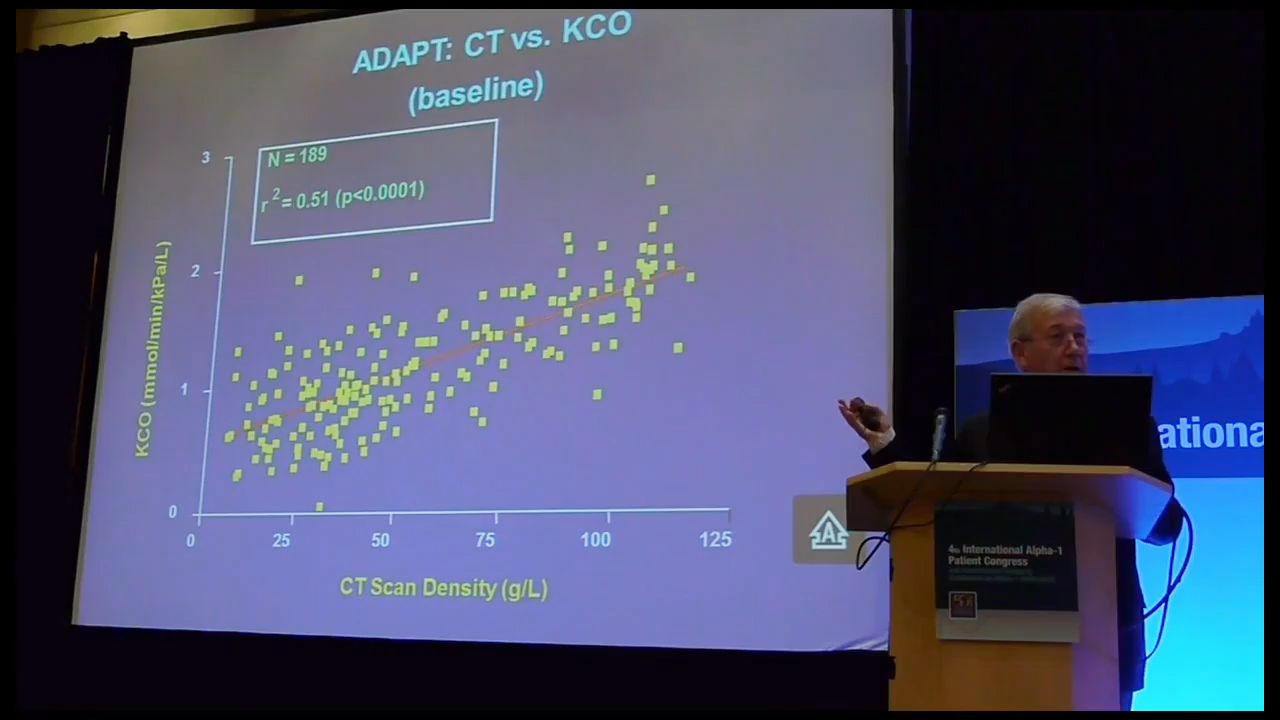 ADAPT: CT vs. KCO
(baseline)
N = 189
r² = 0.51 (p<0.0001)
3
2
1
0
KCO (mmol/min/kPa/L)
0 25 50 75 100 125
CT Scan Density (g/L)
A
ationa
4th International Alpha-1
Patient Congress